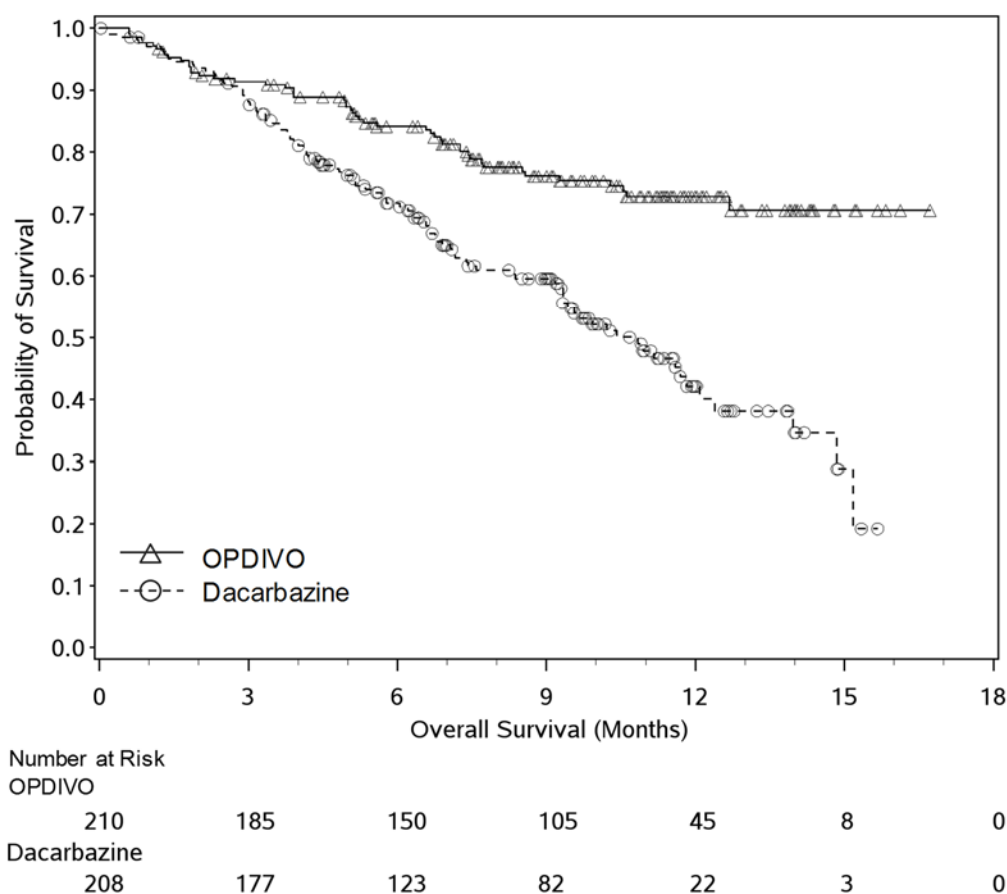 1.0
0.9
0.8
0.7
0.6
0.5
0.4
0.3
0.2
0.1
0.0
Probability of Survival
OPDIVO
Dacarbazine
0 3 6 9 12 15 18
Overall Survival (Months)
Number at Risk
OPDIVO
210 185 150 105 45 8 0
Dacarbazine
208 177 123 82 22 3 0